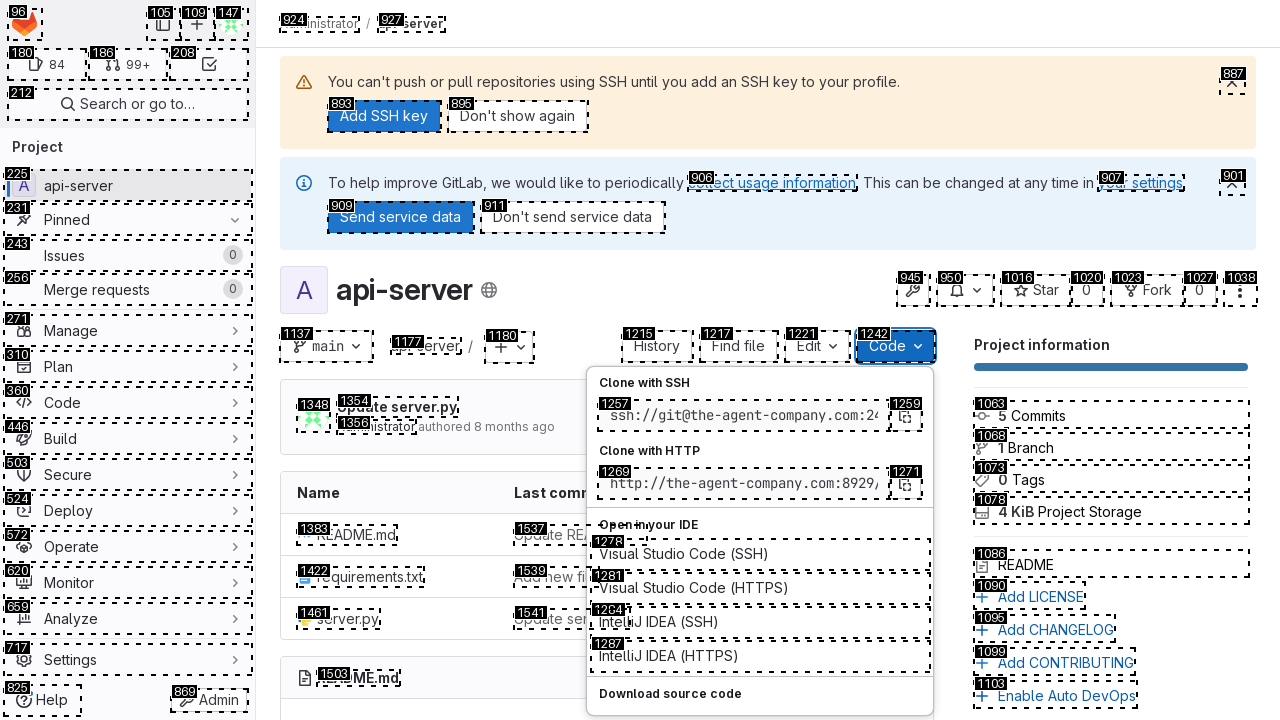 84
99+
Search or go to…
Project
A
api-server
Pinned
Issues
0
Merge requests
0
Manage
Plan
Code
Build
Secure
Deploy
Operate
Monitor
Analyze
Settings
Help
Admin
96
105
109
147
180
186
208
212
225
231
243
256
271
310
360
446
503
524
572
620
659
717
825
869
924
927
/
api-server
887
You can't push or pull repositories using SSH until you add an SSH key to your profile.
893
895
Add SSH key
Don't show again
901
906
907
To help improve GitLab, we would like to periodically collect usage information. This can be changed at any time in your settings.
909
911
Send service data
Don't send service data
A
api-server
945
950
1016
1020
1023
1027
1038
Star
0
Fork
0
1137
1177
1180
1215
1217
1221
1242
main
api-server
/
History
Find file
Edit
Code
Clone with SSH
1257
1259
ssh://git@the-agent-company.com:24
Clone with HTTP
1269
1271
http://the-agent-company.com:8929/
Open in your IDE
1278
Visual Studio Code (SSH)
1281
Visual Studio Code (HTTPS)
1284
IntelliJ IDEA (SSH)
1287
IntelliJ IDEA (HTTPS)
Download source code
1348
1354
Update server.py
1356
Administrator authored 8 months ago
Name
Last comm
1383
README.md
1537
Update REA
1422
requirements.txt
1539
Add new fil
1461
server.py
1541
Update ser
1503
README.md
Project information
1063
5 Commits
1068
1 Branch
1073
0 Tags
1078
4 KiB Project Storage
1086
README
1090
Add LICENSE
1095
Add CHANGELOG
1099
Add CONTRIBUTING
1103
Enable Auto DevOps